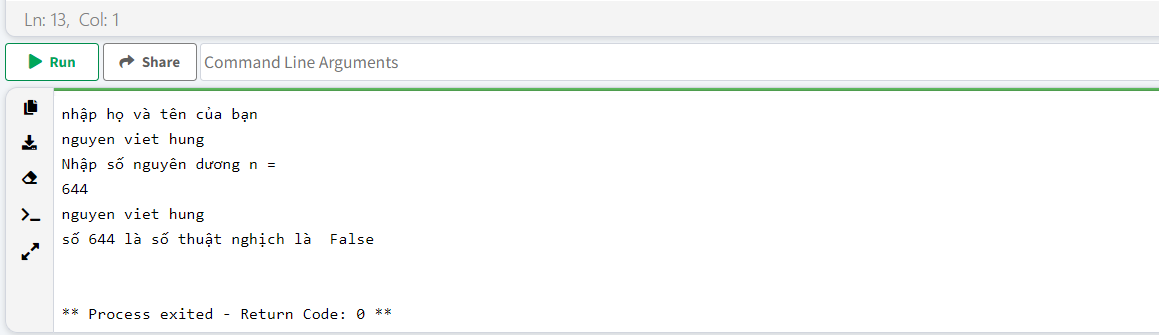 Ln: 13,  Col: 1
Run
Share
Command Line Arguments
nhập họ và tên của bạn
nguyen viet hung
Nhập số nguyên dương n =
644
nguyen viet hung
số 644 là số thuật nghịch là  False
** Process exited - Return Code: 0 **